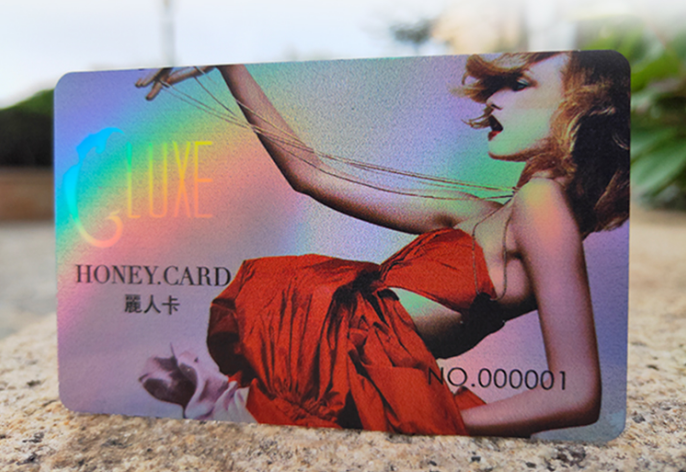 LUXE
HONEY.CARD
麗人卡
NO.000001